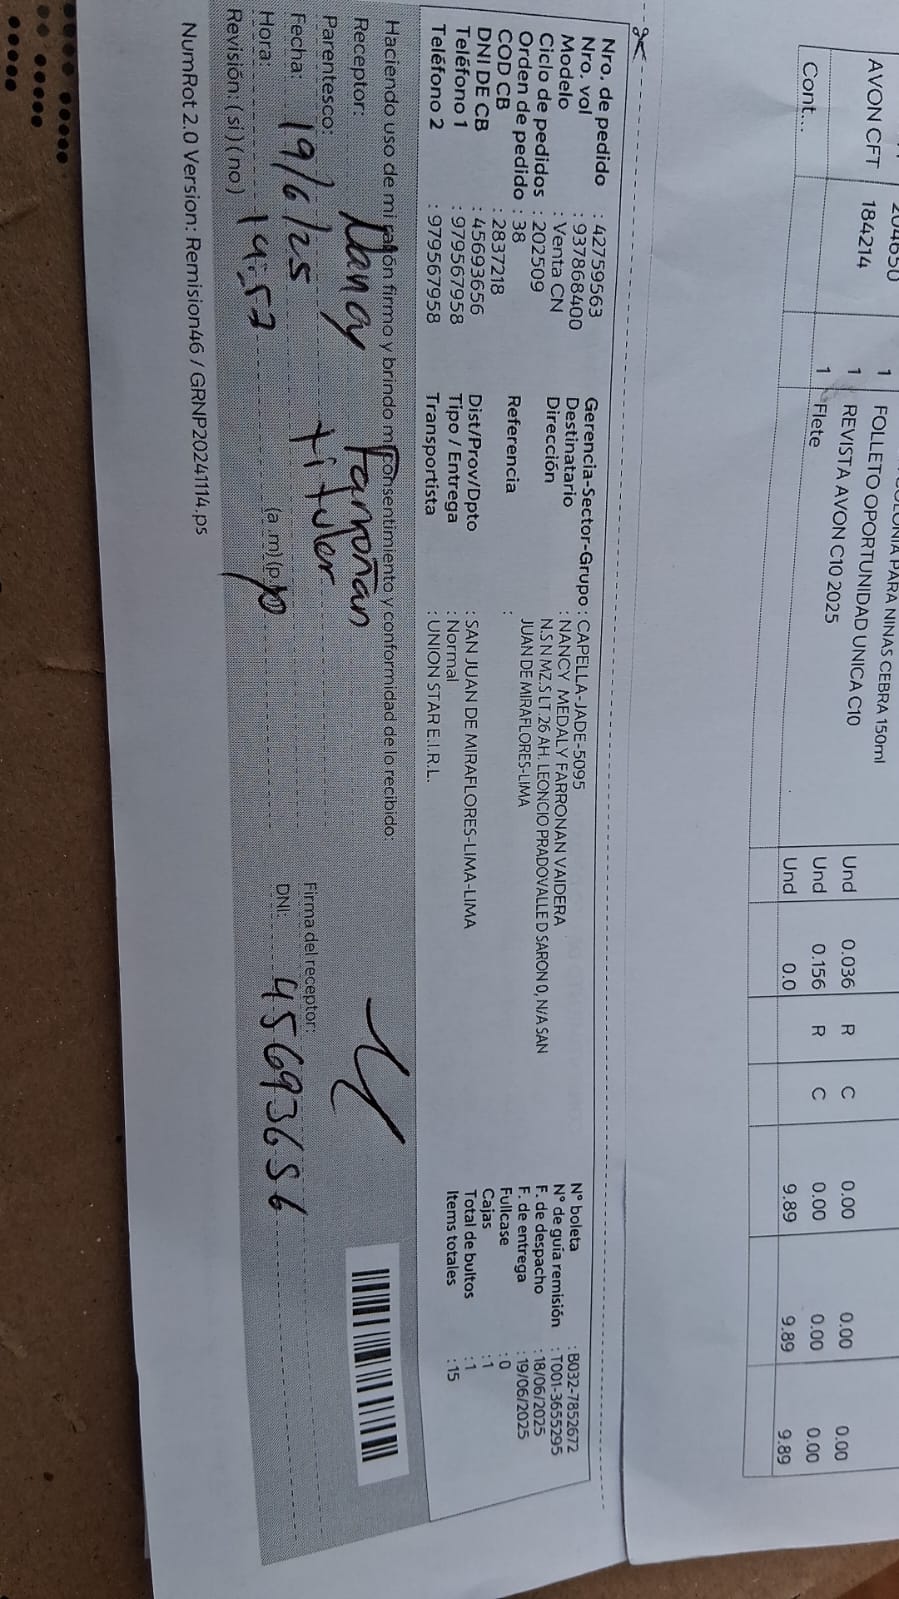 204650 1
COLONIA PARA NINAS CEBRA 150ml
1 FOLLETO OPORTUNIDAD UNICA C10 Und 0.036 R C 0.00 0.00 0.00
AVON CFT 184214 1 REVISTA AVON C10 2025 Und 0.156 R C 0.00 0.00 0.00
Cont... 1 Flete Und 0.0 9.89 9.89 9.89
Nro. de pedido : 42759563 Gerencia-Sector-Grupo : CAPELLA-JADE-5095 N° boleta : B032-7852672
Nro. vol : 937868400 Destinatario : NANCY MEDALY FARRONAN VAIDERA N° de guía remisión : T001-3655295
Modelo : Venta CN Dirección N.S N MZ.S LT.26 AH. LEONCIO PRADOVALLE D SARON 0, N/A SAN F. de despacho : 18/06/2025
Ciclo de pedidos : 202509 JUAN DE MIRAFLORES-LIMA F. de entrega : 19/06/2025
Orden de pedido : 38 Referencia : Fullcase : 0
COD CB : 2837218 Cajas : 1
DNI DE CB : 45693656 Dist/Prov/Dpto : SAN JUAN DE MIRAFLORES-LIMA-LIMA Total de bultos : 1
Teléfono 1 : 979567958 Tipo / Entrega : Normal Items totales : 15
Teléfono 2 : 979567958 Transportista : UNION STAR E.I.R.L.
Haciendo uso de mi razón firmo y brindo mi consentimiento y conformidad de lo recibido:
Receptor: Nancy Farroñan
Parentesco: titular Firma del receptor:
Fecha: 19/6/25 DNI: 45693656
Hora: 14:57 (a m) (p
Revisión: ( si ) ( no )
NumRot 2.0 Version: Remision46 / GRNP20241114.ps